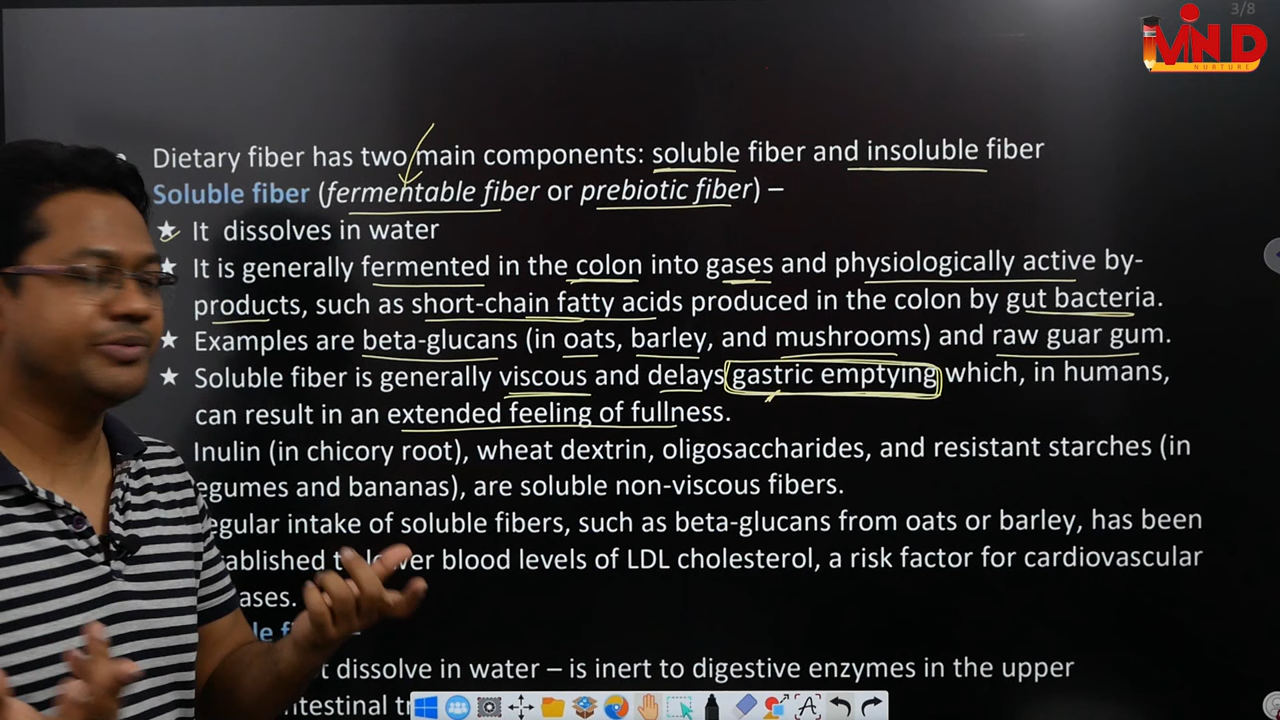 3/8
MIND
NURTURE
Dietary fiber has two main components: soluble fiber and insoluble fiber
Soluble fiber (fermentable fiber or prebiotic fiber) –
★ It dissolves in water
★ It is generally fermented in the colon into gases and physiologically active by-
products, such as short-chain fatty acids produced in the colon by gut bacteria.
★ Examples are beta-glucans (in oats, barley, and mushrooms) and raw guar gum.
★ Soluble fiber is generally viscous and delays gastric emptying which, in humans,
can result in an extended feeling of fullness.
Inulin (in chicory root), wheat dextrin, oligosaccharides, and resistant starches (in
egumes and bananas), are soluble non-viscous fibers.
egular intake of soluble fibers, such as beta-glucans from oats or barley, has been
blood levels of LDL cholesterol, a risk factor for cardiovascular
ases.
t dissolve in water – is inert to digestive enzymes in the upper